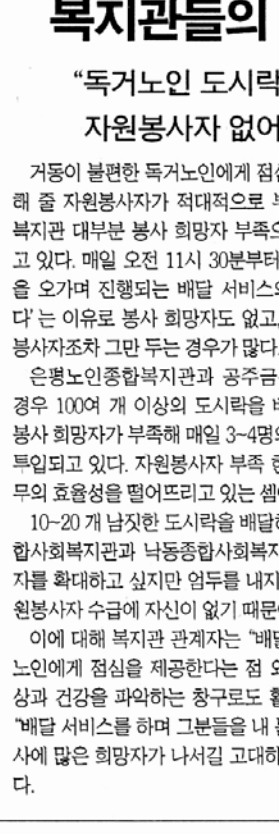 복지관들의
“독거노인 도시락
자원봉사자 없어
거동이 불편한 독거노인에게 점심
해 줄 자원봉사자가 적대적으로 부
복지관 대부분 봉사 희망자 부족으
고 있다. 매일 오전 11시 30분부터
을 오가며 진행되는 배달 서비스의
다’는 이유로 봉사 희망자도 없고,
봉사자조차 그만 두는 경우가 많다.
은평노인종합복지관과 공주금
경우 100여 개 이상의 도시락을 배
봉사 희망자가 부족해 매일 3~4명의
투입되고 있다. 자원봉사자 부족 현
무의 효율성을 떨어뜨리고 있는 셈이
10~20 개 남짓한 도시락을 배달하
합사회복지관과 낙동종합사회복지
자를 확대하고 싶지만 엄두를 내지
원봉사자 수급에 자신이 없기 때문이
이에 대해 복지관 관계자는 “배달
노인에게 점심을 제공한다는 점 외
상과 건강을 파악하는 창구로도 활
“배달 서비스를 하며 그분들을 내
사에 많은 희망자가 나서길 고대하
다.